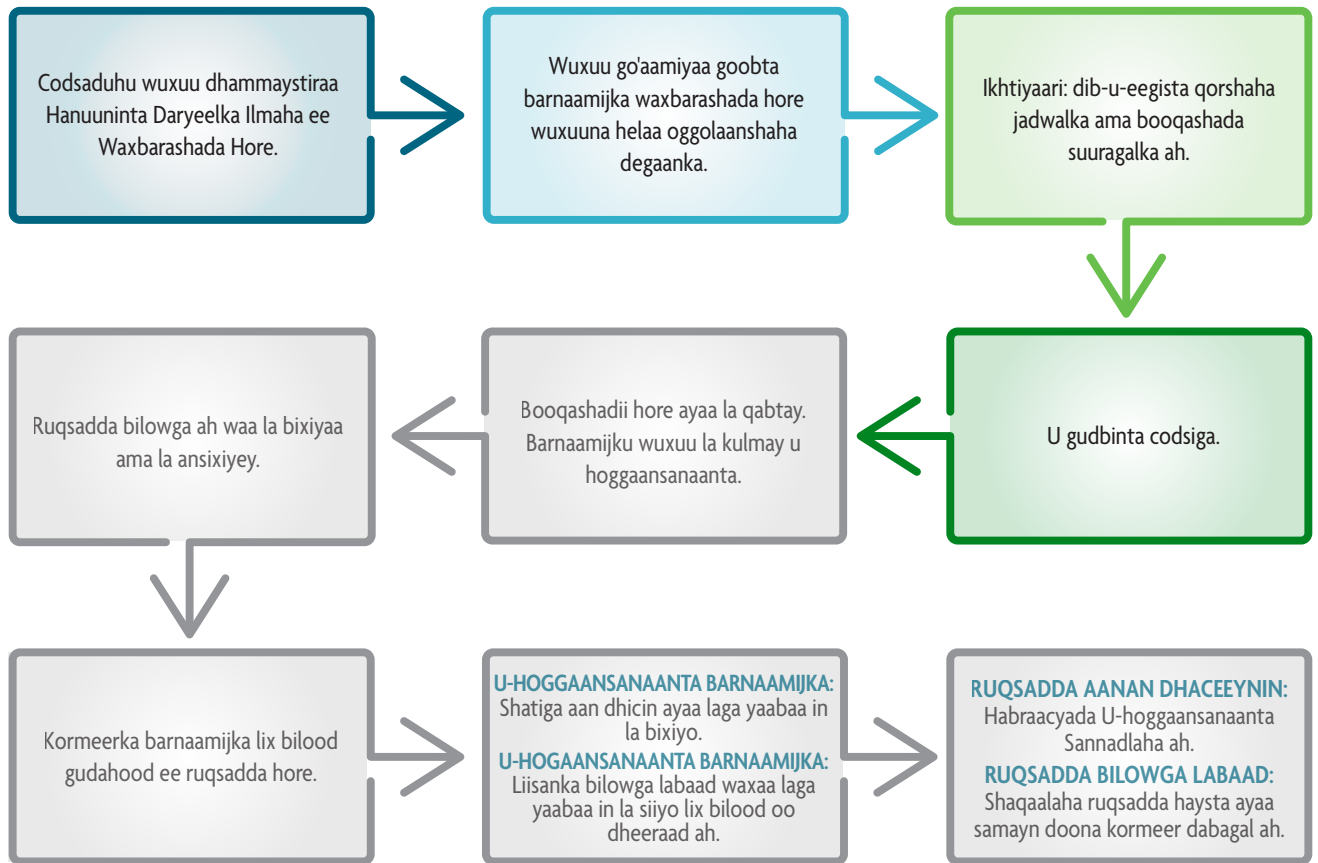 Codsaduhu wuxuu dhammaystiraa
Hanuuninta Daryeelka Ilmaha ee
Waxbarashada Hore.
Wuxuu go'aamiyaa goobta
barnaamijka waxbarashada hore
wuxuuna helaa oggolaanshaha
degaanka.
Ikhtiyaari: dib-u-eegista qorshaha
jadwalka ama booqashada
suuragalka ah.
U gudbinta codsiga.
Booqashadii hore ayaa la qabtay.
Barnaamijku wuxuu la kulmay u
hoggaansanaanta.
Ruqsadda bilowga ah waa la bixiyaa
ama la ansixiyey.
Kormeerka barnaamijka lix bilood
gudahood ee ruqsadda hore.
U-HOGGAANSANAANTA BARNAAMIJKA:
Shatiga aan dhicin ayaa laga yaabaa in
la bixiyo.
U-HOGAANSANAANTA BARNAAMIJKA:
Liisanka bilowga labaad waxaa laga
yaabaa in la siiyo lix bilood oo
dheeraad ah.
RUQSADDA AANAN DHACEEYNIN:
Habraacyada U-hoggaansanaanta
Sannadlaha ah.
RUQSADDA BILOWGA LABAAD:
Shaqaalaha ruqsadda haysta ayaa
samayn doona kormeer dabagal ah.